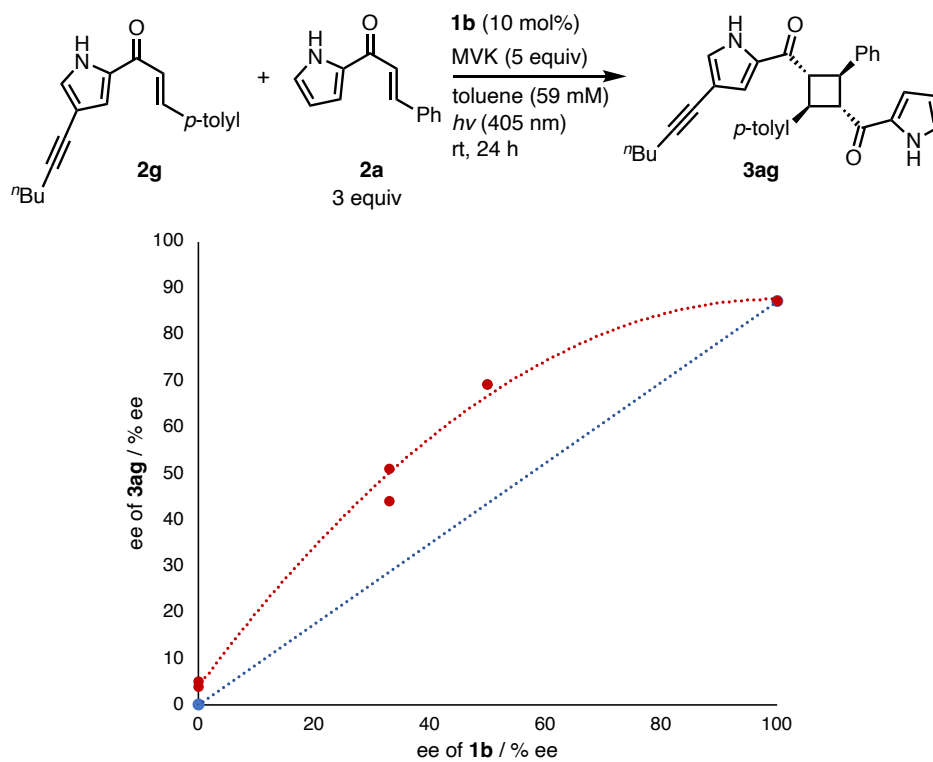 1b (10 mol%)
MVK (5 equiv)
toluene (59 mM)
hv (405 nm)
rt, 24 h
H
N
O
p-tolyl
nBu
2g
+
H
N
O
Ph
2a
3 equiv
H
N
O
Ph
p-tolyl
O
N
H
nBu
3ag
100
90
80
70
60
50
40
30
20
10
0
ee of 3ag / % ee
0
20
40
60
80
100
ee of 1b / % ee